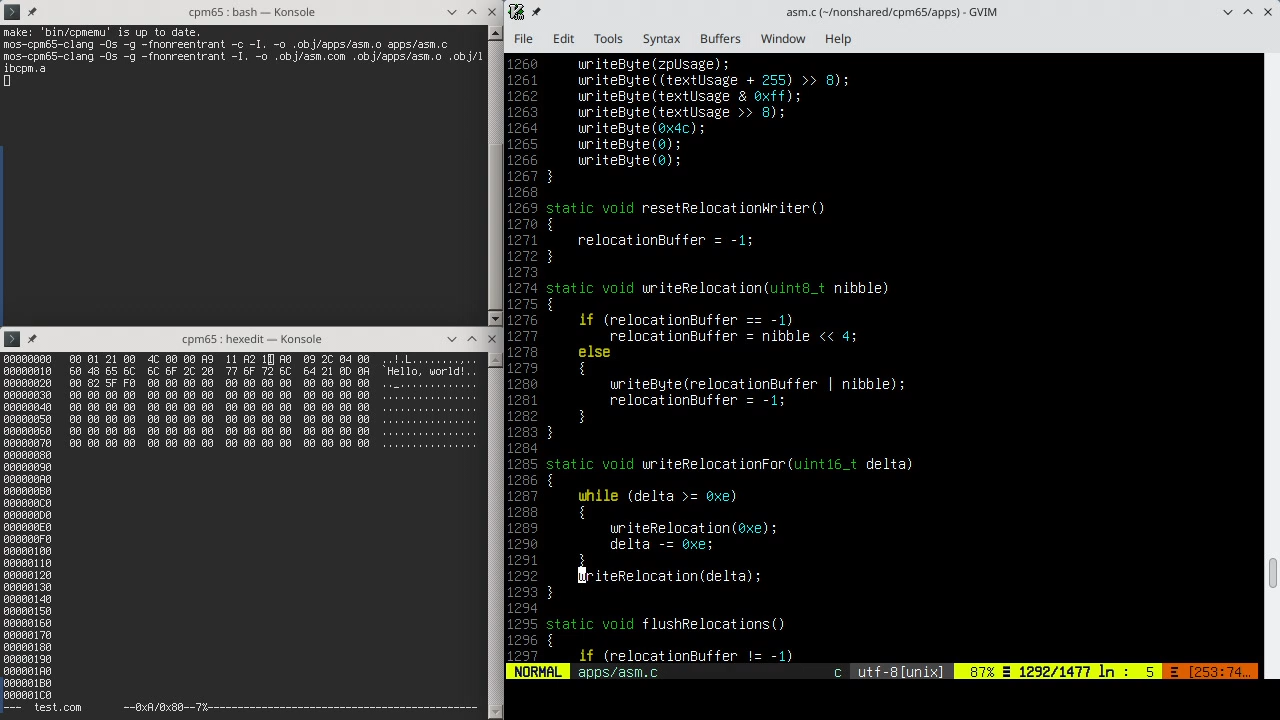 cpm65 : bash — Konsole
make: 'bin/cpmemu' is up to date.
mos-cpm65-clang -Os -g -fnonreentrant -c -I. -o .obj/apps/asm.o apps/asm.c
mos-cpm65-clang -Os -g -fnonreentrant -I. -o .obj/asm.com .obj/apps/asm.o .obj/l
ibcpm.a
cpm65 : hexedit — Konsole
00000000 00 01 21 00 4C 00 00 A9 11 A2 10 A0 09 2C 04 00 ..!.L........,..
00000010 60 48 65 6C 6C 6F 2C 20 77 6F 72 6C 64 21 0D 0A `Hello, world!..
00000020 00 82 5F F0 00 00 00 00 00 00 00 00 00 00 00 00 .._.............
00000030 00 00 00 00 00 00 00 00 00 00 00 00 00 00 00 00 ................
00000040 00 00 00 00 00 00 00 00 00 00 00 00 00 00 00 00 ................
00000050 00 00 00 00 00 00 00 00 00 00 00 00 00 00 00 00 ................
00000060 00 00 00 00 00 00 00 00 00 00 00 00 00 00 00 00 ................
00000070 00 00 00 00 00 00 00 00 00 00 00 00 00 00 00 00 ................
00000080
00000090
000000A0
000000B0
000000C0
000000D0
000000E0
000000F0
00000100
00000110
00000120
00000130
00000140
00000150
00000160
00000170
00000180
00000190
000001A0
000001B0
000001C0
--- test.com --0xA/0x80--7%-----------------------------------------
asm.c (~/nonshared/cpm65/apps) - GVIM
File Edit Tools Syntax Buffers Window Help
1260 writeByte(zpUsage);
1261 writeByte((textUsage + 255) >> 8);
1262 writeByte(textUsage & 0xff);
1263 writeByte(textUsage >> 8);
1264 writeByte(0x4c);
1265 writeByte(0);
1266 writeByte(0);
1267 }
1268
1269 static void resetRelocationWriter()
1270 {
1271 relocationBuffer = -1;
1272 }
1273
1274 static void writeRelocation(uint8_t nibble)
1275 {
1276 if (relocationBuffer == -1)
1277 relocationBuffer = nibble << 4;
1278 else
1279 {
1280 writeByte(relocationBuffer | nibble);
1281 relocationBuffer = -1;
1282 }
1283 }
1284
1285 static void writeRelocationFor(uint16_t delta)
1286 {
1287 while (delta >= 0xe)
1288 {
1289 writeRelocation(0xe);
1290 delta -= 0xe;
1291 }
1292 writeRelocation(delta);
1293 }
1294
1295 static void flushRelocations()
1296 {
1297 if (relocationBuffer != -1)
NORMAL apps/asm.c c utf-8[unix] 87% ☰ 1292/1477 ln : 5 Ξ [253:74…